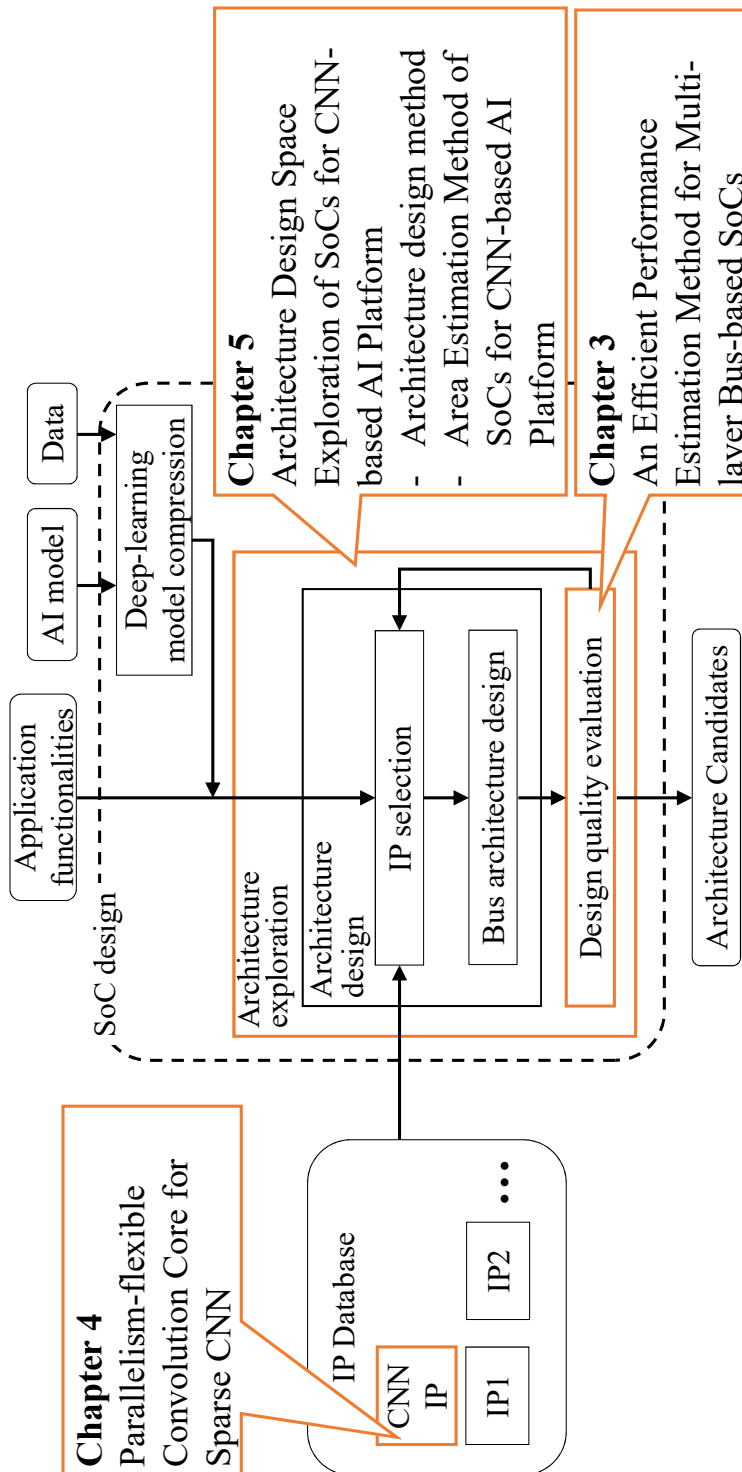 Chapter 4
Parallelism-flexible
Convolution Core for
Sparse CNN
IP Database
CNN
IP
IP1
IP2
...
Application
functionalities
AI model
Data
SoC design
Deep-learning
model compression
Architecture
exploration
Architecture
design
IP selection
Bus architecture design
Design quality evaluation
Architecture Candidates
Chapter 5
Architecture Design Space
Exploration of SoCs for CNN-
based AI Platform
- Architecture design method
- Area Estimation Method of
SoCs for CNN-based AI
Platform
Chapter 3
An Efficient Performance
Estimation Method for Multi-
layer Bus-based SoCs